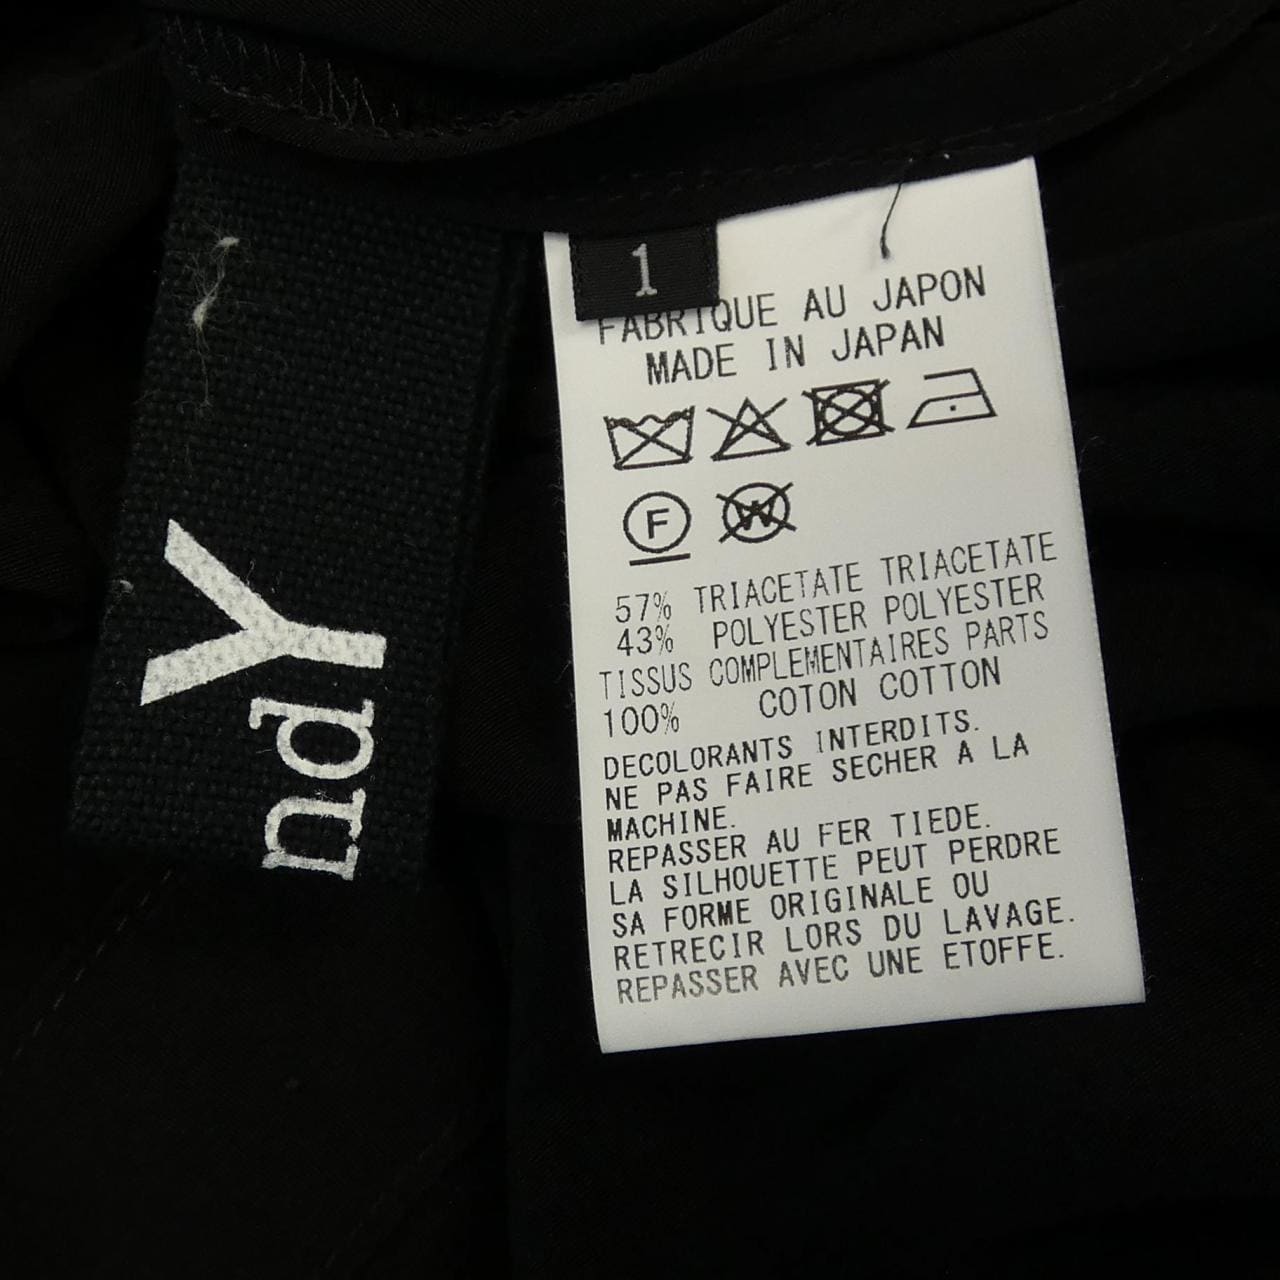 Y
nd
1
FABRIQUE AU JAPON
MADE IN JAPAN
F
W
57% TRIACETATE TRIACETATE
43% POLYESTER POLYESTER
TISSUS COMPLEMENTAIRES PARTS
100% COTON COTTON
DECOLORANTS INTERDITS.
NE PAS FAIRE SECHER A LA
MACHINE.
REPASSER AU FER TIEDE.
LA SILHOUETTE PEUT PERDRE
SA FORME ORIGINALE OU
RETRECIR LORS DU LAVAGE.
REPASSER AVEC UNE ETOFFE.